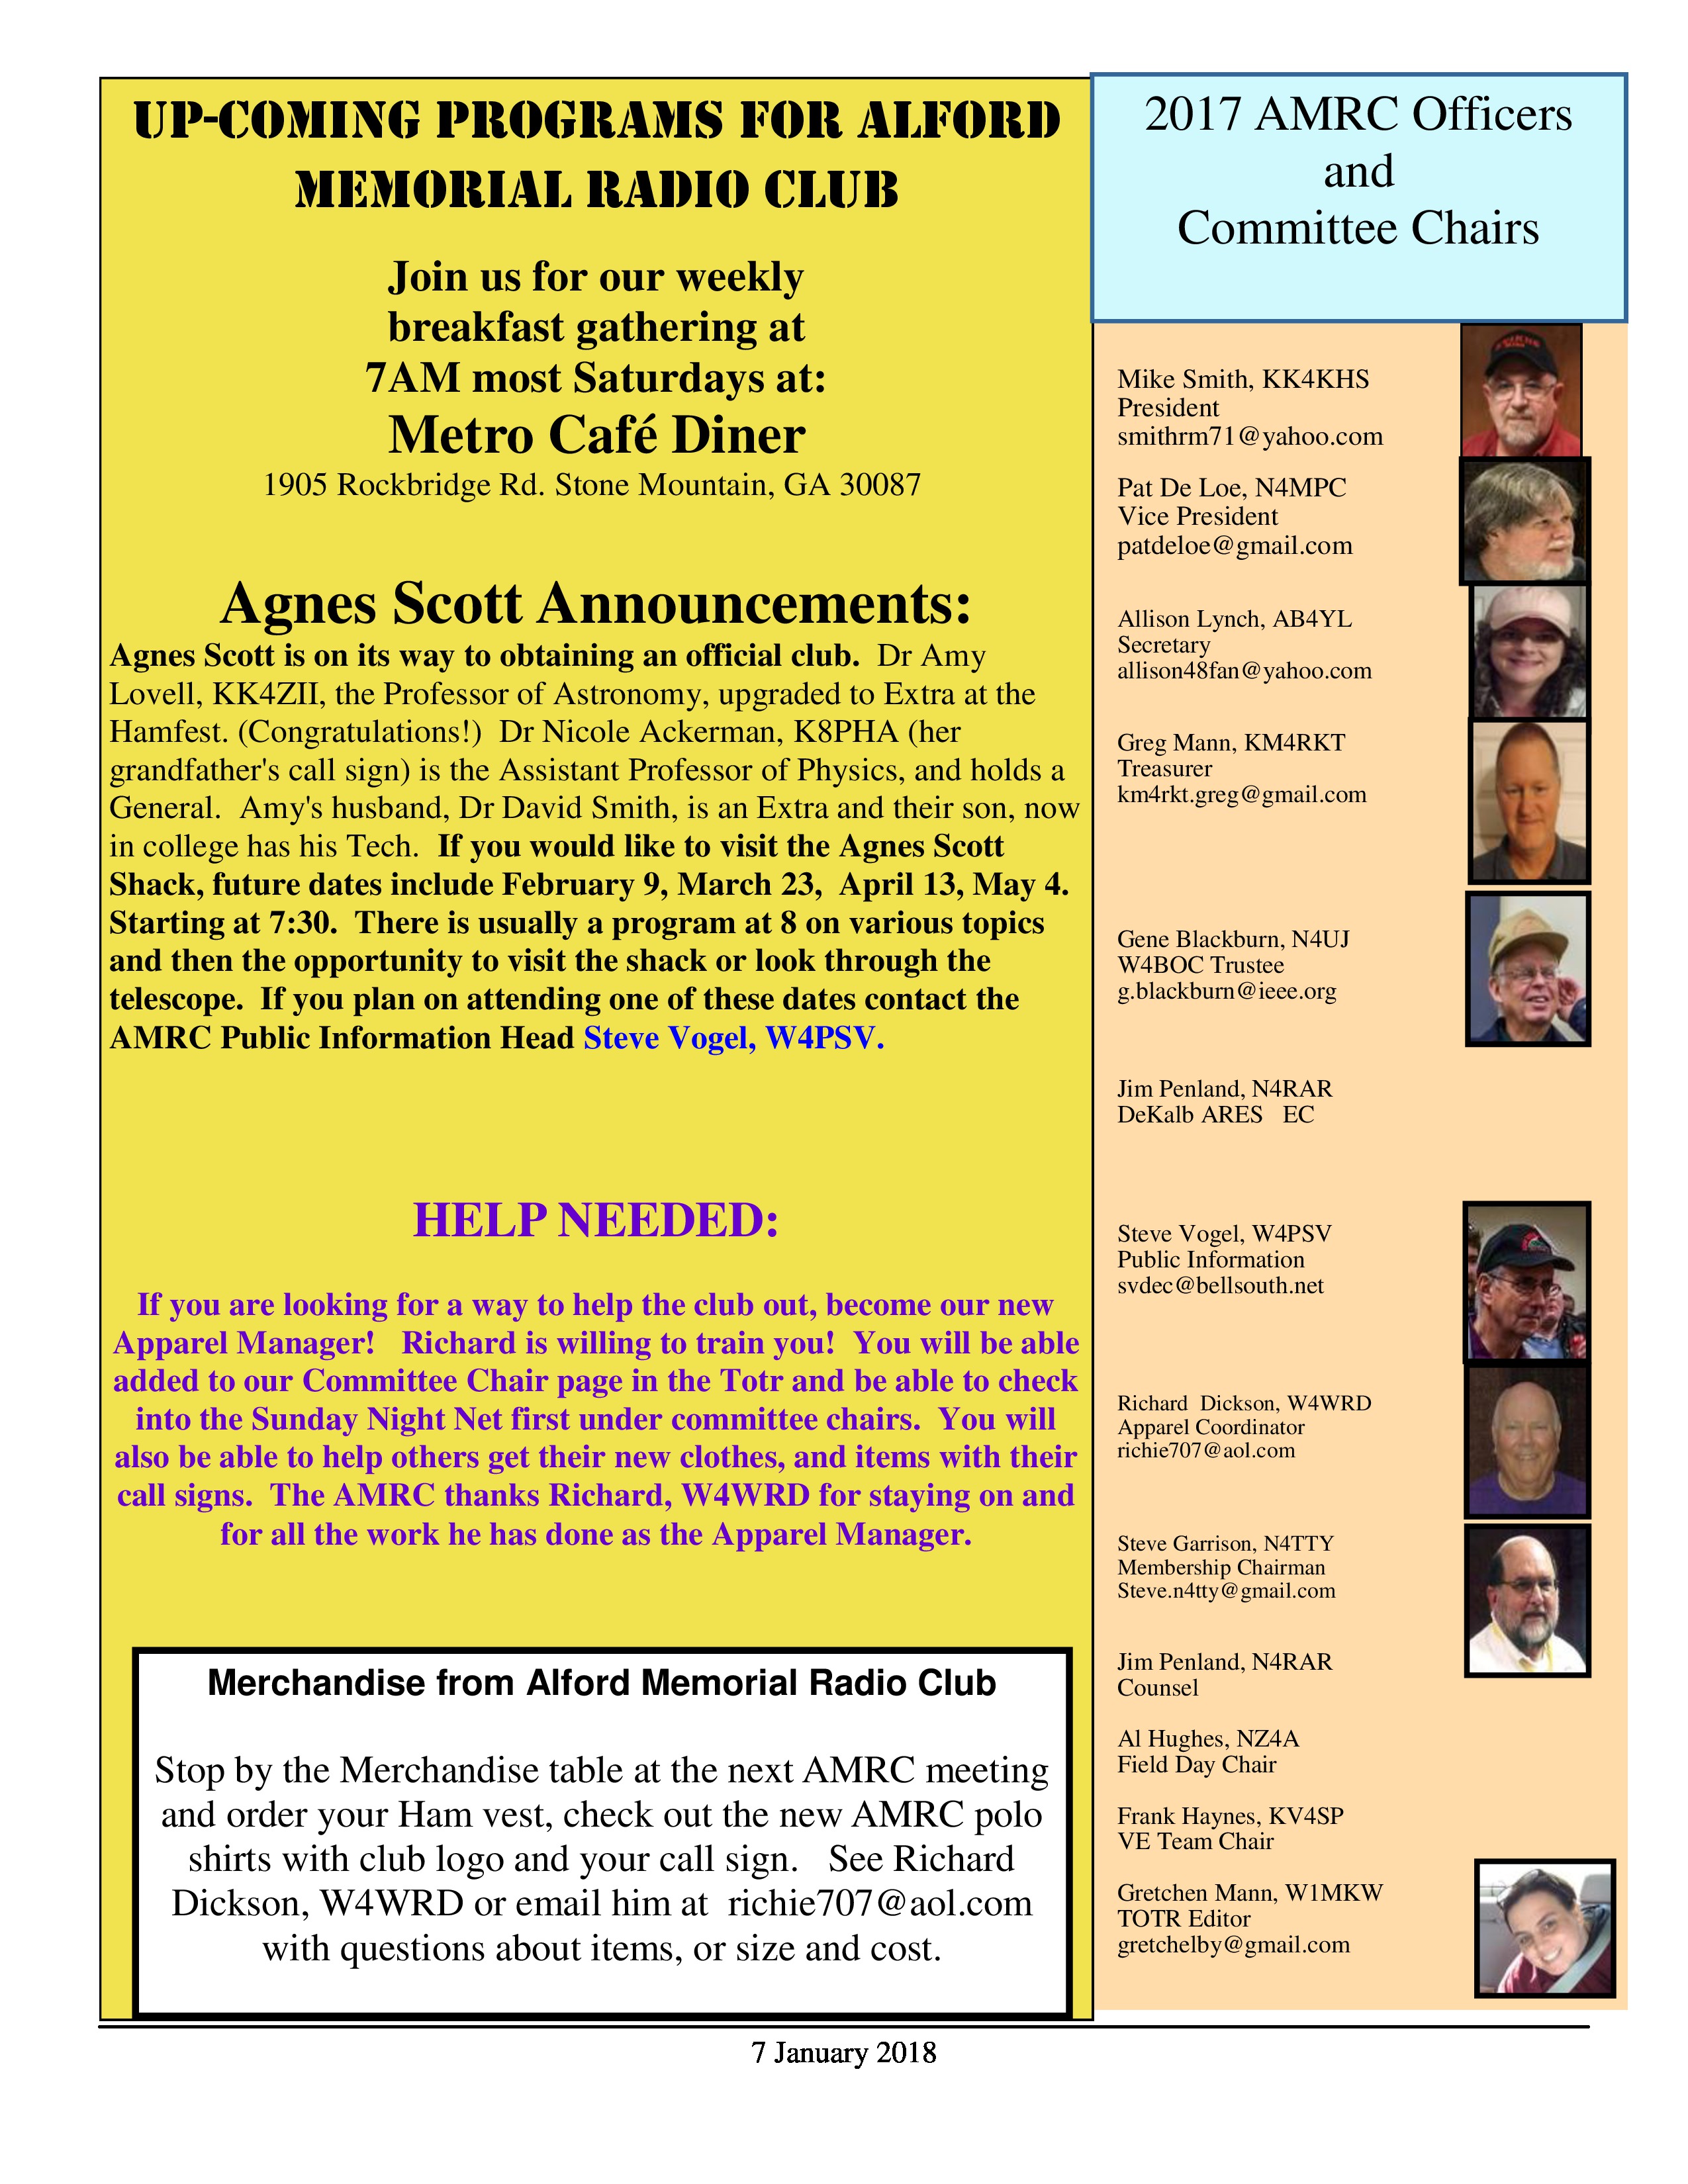 UP-COMING PROGRAMS FOR ALFORD
MEMORIAL RADIO CLUB
Join us for our weekly
breakfast gathering at
7AM most Saturdays at:
Metro Café Diner
1905 Rockbridge Rd. Stone Mountain, GA 30087
Agnes Scott Announcements:
Agnes Scott is on its way to obtaining an official club.  Dr Amy
Lovell, KK4ZII, the Professor of Astronomy, upgraded to Extra at the
Hamfest. (Congratulations!)  Dr Nicole Ackerman, K8PHA (her
grandfather's call sign) is the Assistant Professor of Physics, and holds a
General.  Amy's husband, Dr David Smith, is an Extra and their son, now
in college has his Tech.  If you would like to visit the Agnes Scott
Shack, future dates include February 9, March 23,  April 13, May 4.
Starting at 7:30.  There is usually a program at 8 on various topics
and then the opportunity to visit the shack or look through the
telescope.  If you plan on attending one of these dates contact the
AMRC Public Information Head Steve Vogel, W4PSV.
HELP NEEDED:
If you are looking for a way to help the club out, become our new
Apparel Manager!   Richard is willing to train you!  You will be able
added to our Committee Chair page in the Totr and be able to check
into the Sunday Night Net first under committee chairs.  You will
also be able to help others get their new clothes, and items with their
call signs.  The AMRC thanks Richard, W4WRD for staying on and
for all the work he has done as the Apparel Manager.
Merchandise from Alford Memorial Radio Club
Stop by the Merchandise table at the next AMRC meeting
and order your Ham vest, check out the new AMRC polo
shirts with club logo and your call sign.   See Richard
Dickson, W4WRD or email him at  richie707@aol.com
with questions about items, or size and cost.
2017 AMRC Officers
and
Committee Chairs
Mike Smith, KK4KHS
President
smithrm71@yahoo.com
Pat De Loe, N4MPC
Vice President
patdeloe@gmail.com
Allison Lynch, AB4YL
Secretary
allison48fan@yahoo.com
Greg Mann, KM4RKT
Treasurer
km4rkt.greg@gmail.com
Gene Blackburn, N4UJ
W4BOC Trustee
g.blackburn@ieee.org
Jim Penland, N4RAR
DeKalb ARES   EC
Steve Vogel, W4PSV
Public Information
svdec@bellsouth.net
Richard  Dickson, W4WRD
Apparel Coordinator
richie707@aol.com
Steve Garrison, N4TTY
Membership Chairman
Steve.n4tty@gmail.com
Jim Penland, N4RAR
Counsel
Al Hughes, NZ4A
Field Day Chair
Frank Haynes, KV4SP
VE Team Chair
Gretchen Mann, W1MKW
TOTR Editor
gretchelby@gmail.com
7 January 2018